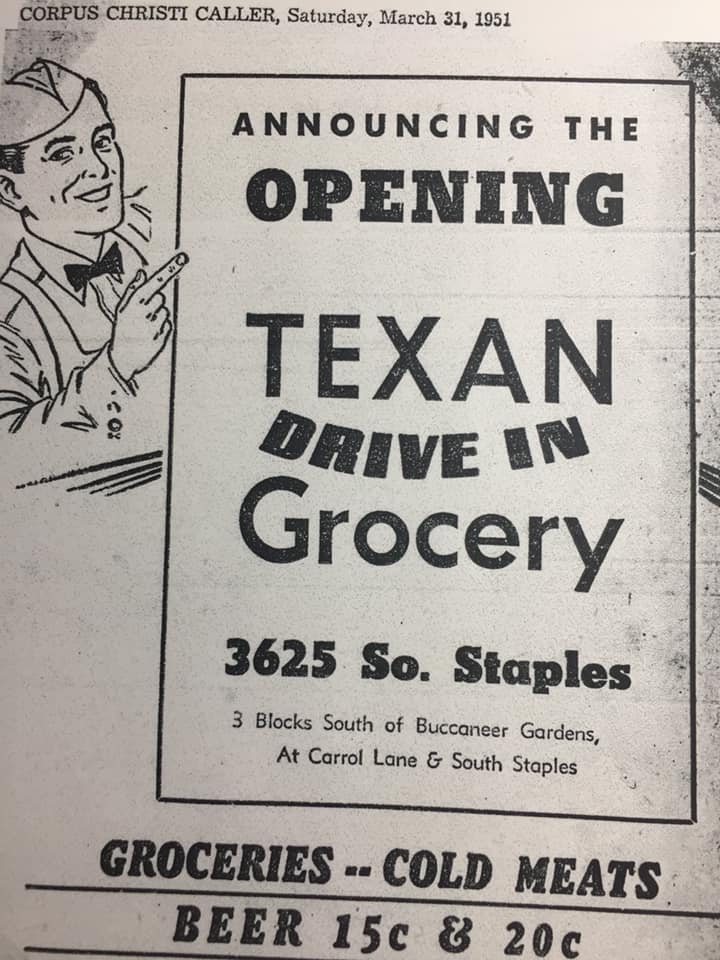 CORPUS CHRISTI CALLER, Saturday, March 31, 1951
ANNOUNCING THE
OPENING
TEXAN
DRIVE IN
Grocery
3625 So. Staples
3 Blocks South of Buccaneer Gardens,
At Carrol Lane & South Staples
GROCERIES -- COLD MEATS
BEER 15c & 20c